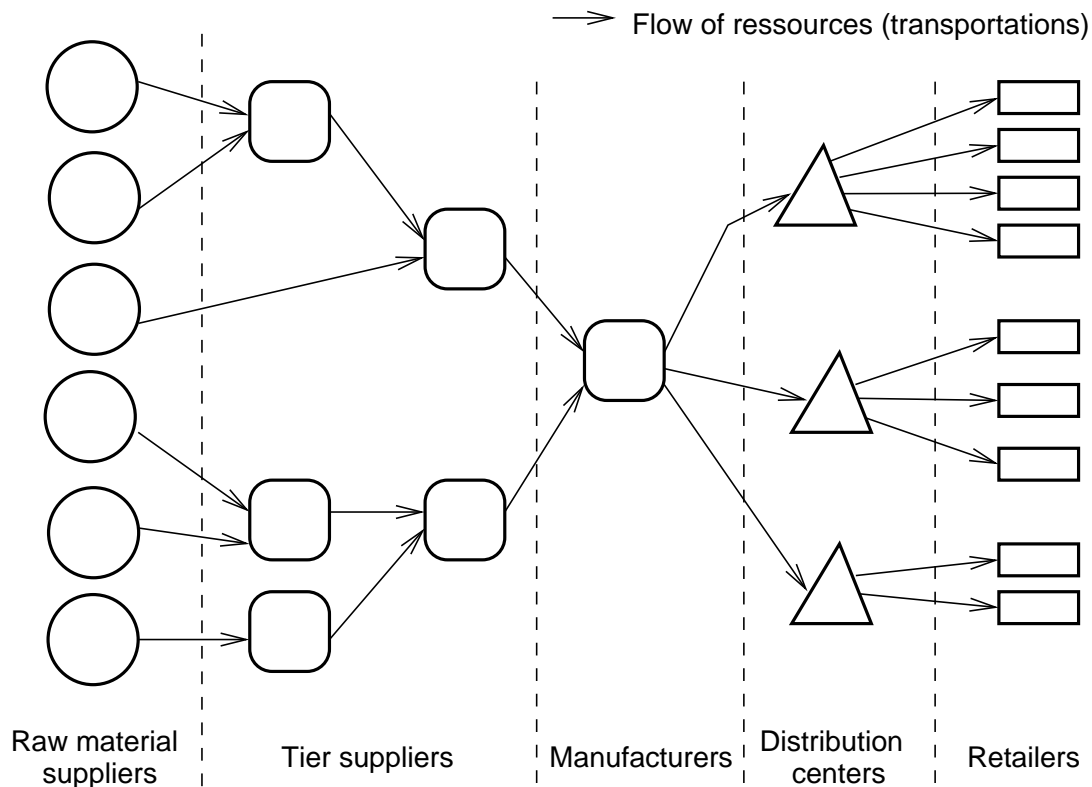 Flow of ressources (transportations)
Raw material
suppliers
Tier suppliers
Manufacturers
Distribution
centers
Retailers